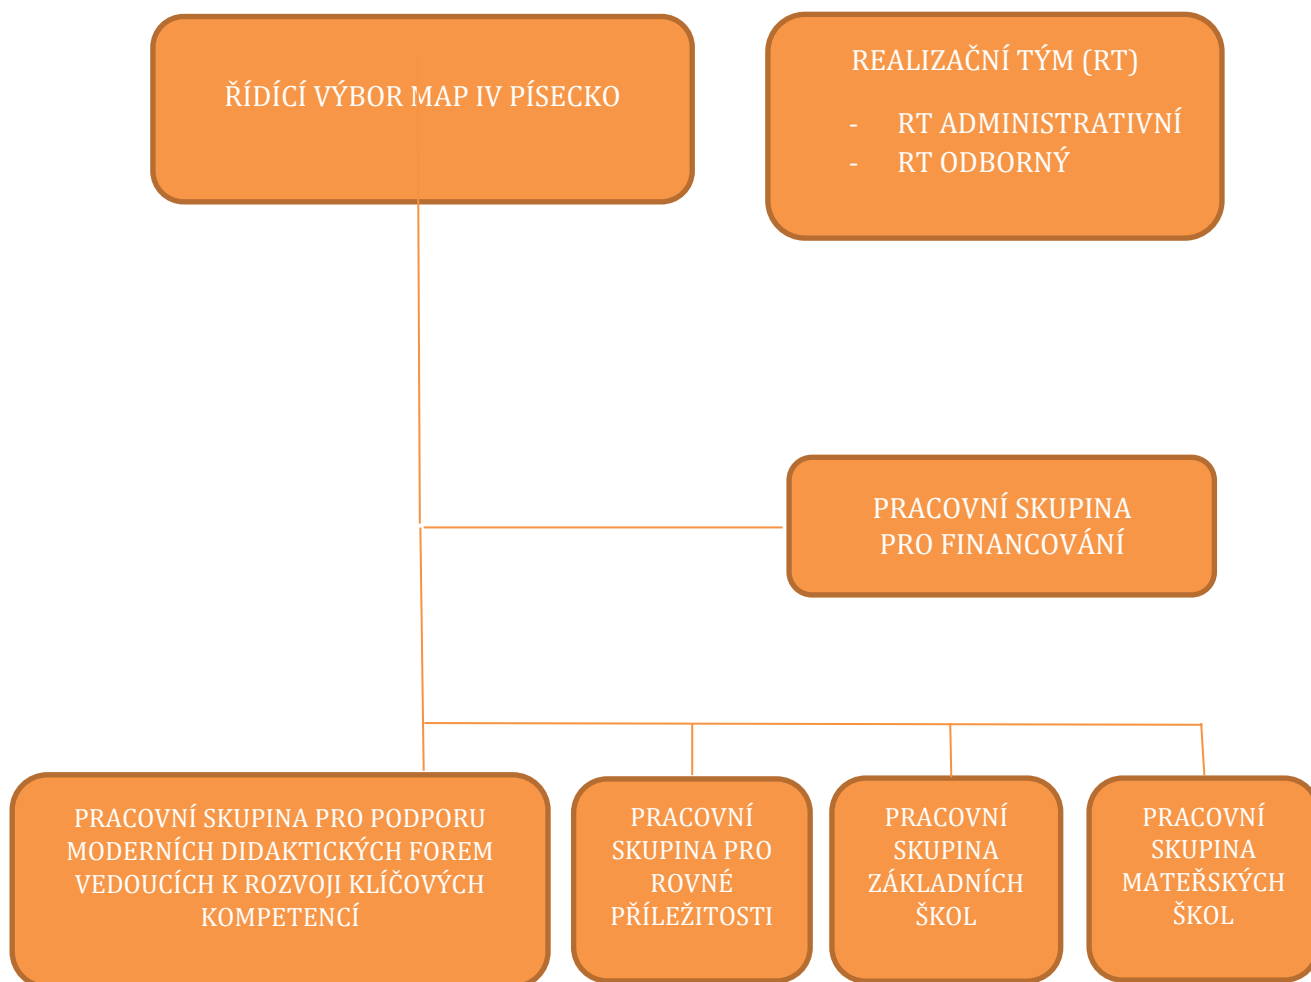 ŘÍDÍCÍ VÝBOR MAP IV PÍSECKO
REALIZAČNÍ TÝM (RT)
- RT ADMINISTRATIVNÍ
- RT ODBORNÝ
PRACOVNÍ SKUPINA
PRO FINANCOVÁNÍ
PRACOVNÍ SKUPINA PRO PODPORU
MODERNÍCH DIDAKTICKÝCH FOREM
VEDOUCÍCH K ROZVOJI KLÍČOVÝCH
KOMPETENCÍ
PRACOVNÍ
SKUPINA PRO
ROVNÉ
PŘÍLEŽITOSTI
PRACOVNÍ
SKUPINA
ZÁKLADNÍCH
ŠKOL
PRACOVNÍ
SKUPINA
MATEŘSKÝCH
ŠKOL